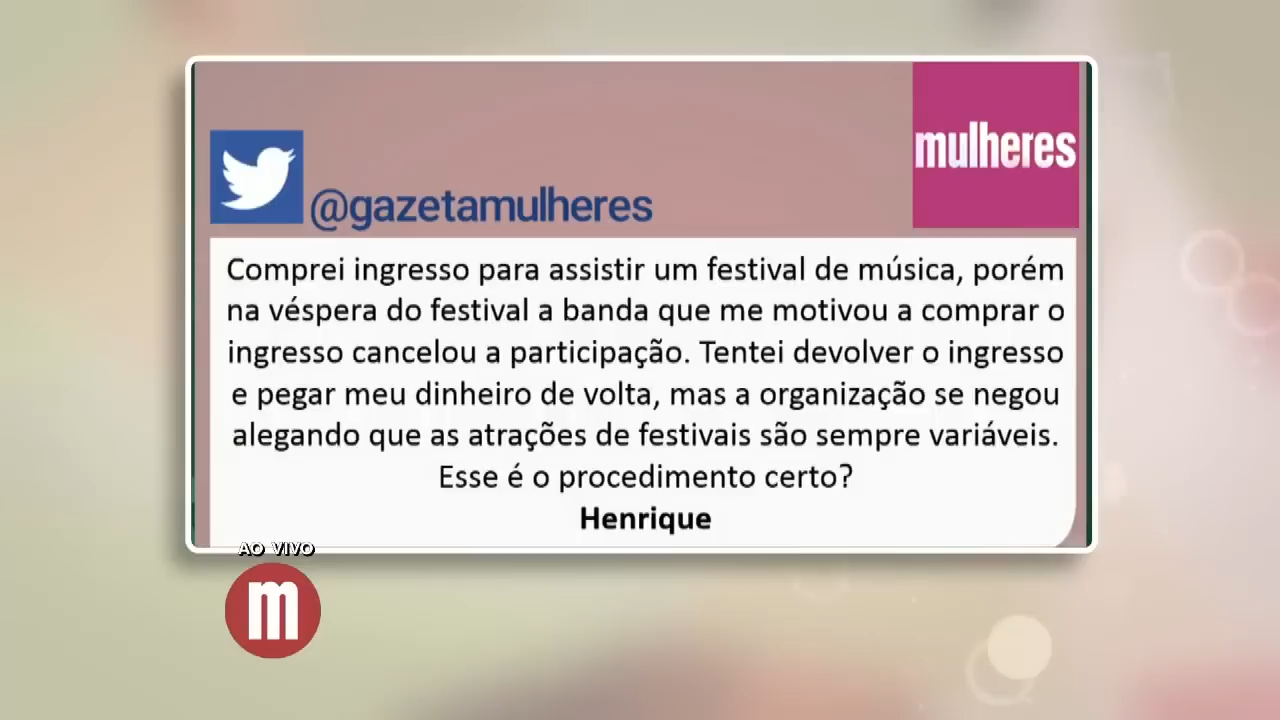 mulheres
@gazetamulheres
Comprei ingresso para assistir um festival de música, porém
na véspera do festival a banda que me motivou a comprar o
ingresso cancelou a participação. Tentei devolver o ingresso
e pegar meu dinheiro de volta, mas a organização se negou
alegando que as atrações de festivais são sempre variáveis.
Esse é o procedimento certo?
Henrique
AO VIVO
m